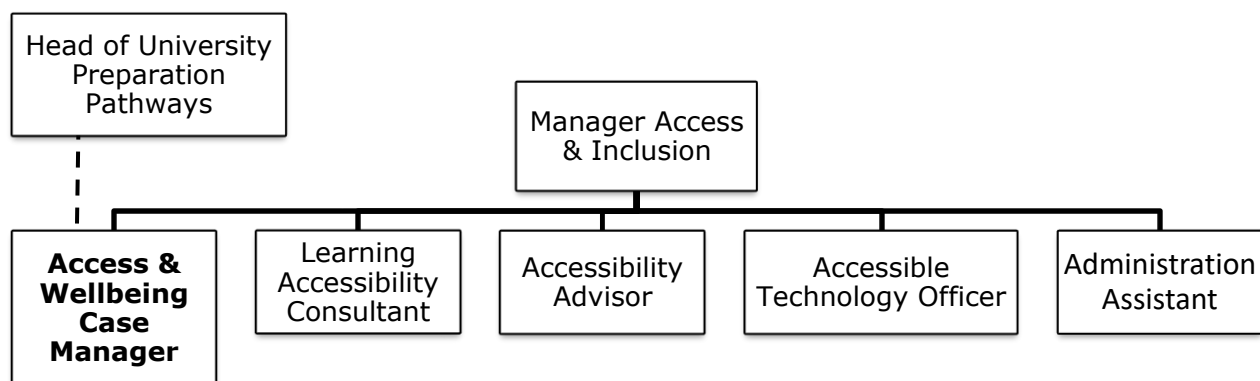 Head of University
Preparation
Pathways
Manager Access
& Inclusion
Access &
Wellbeing
Case
Manager
Learning
Accessibility
Consultant
Accessibility
Advisor
Accessible
Technology Officer
Administration
Assistant